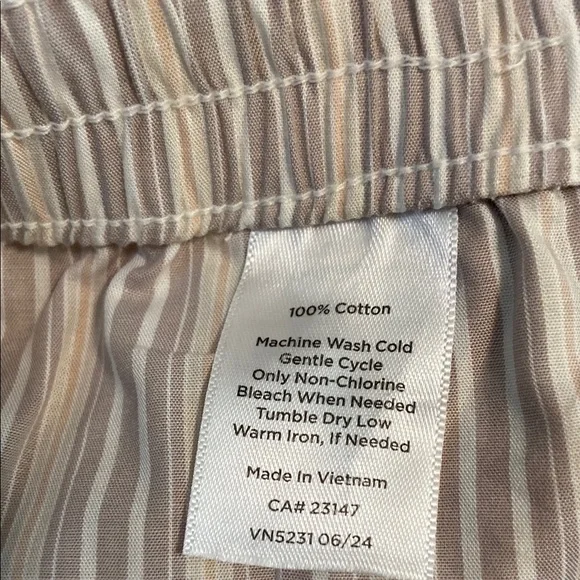 100% Cotton
Machine Wash Cold
Gentle Cycle
Only Non-Chlorine
Bleach When Needed
Tumble Dry Low
Warm Iron, If Needed
Made In Vietnam
CA# 23147
VN5231 06/24